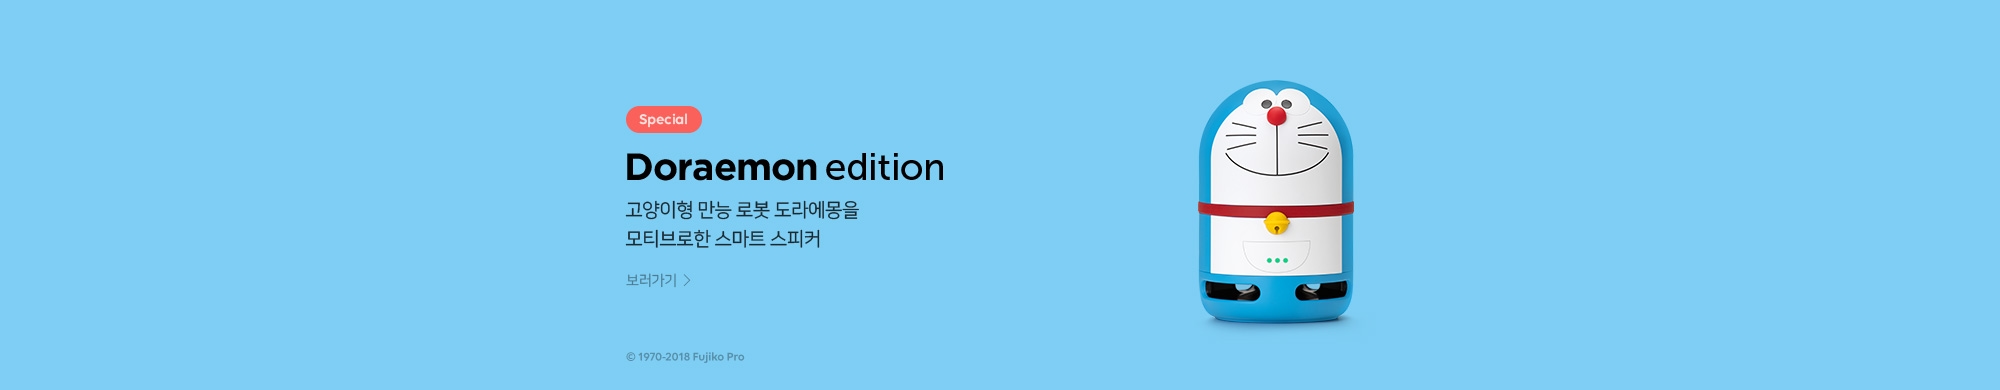 Special
Doraemon edition
고양이형 만능 로봇 도라에몽을
모티브로한 스마트 스피커
보러가기 >
© 1970-2018 Fujiko Pro